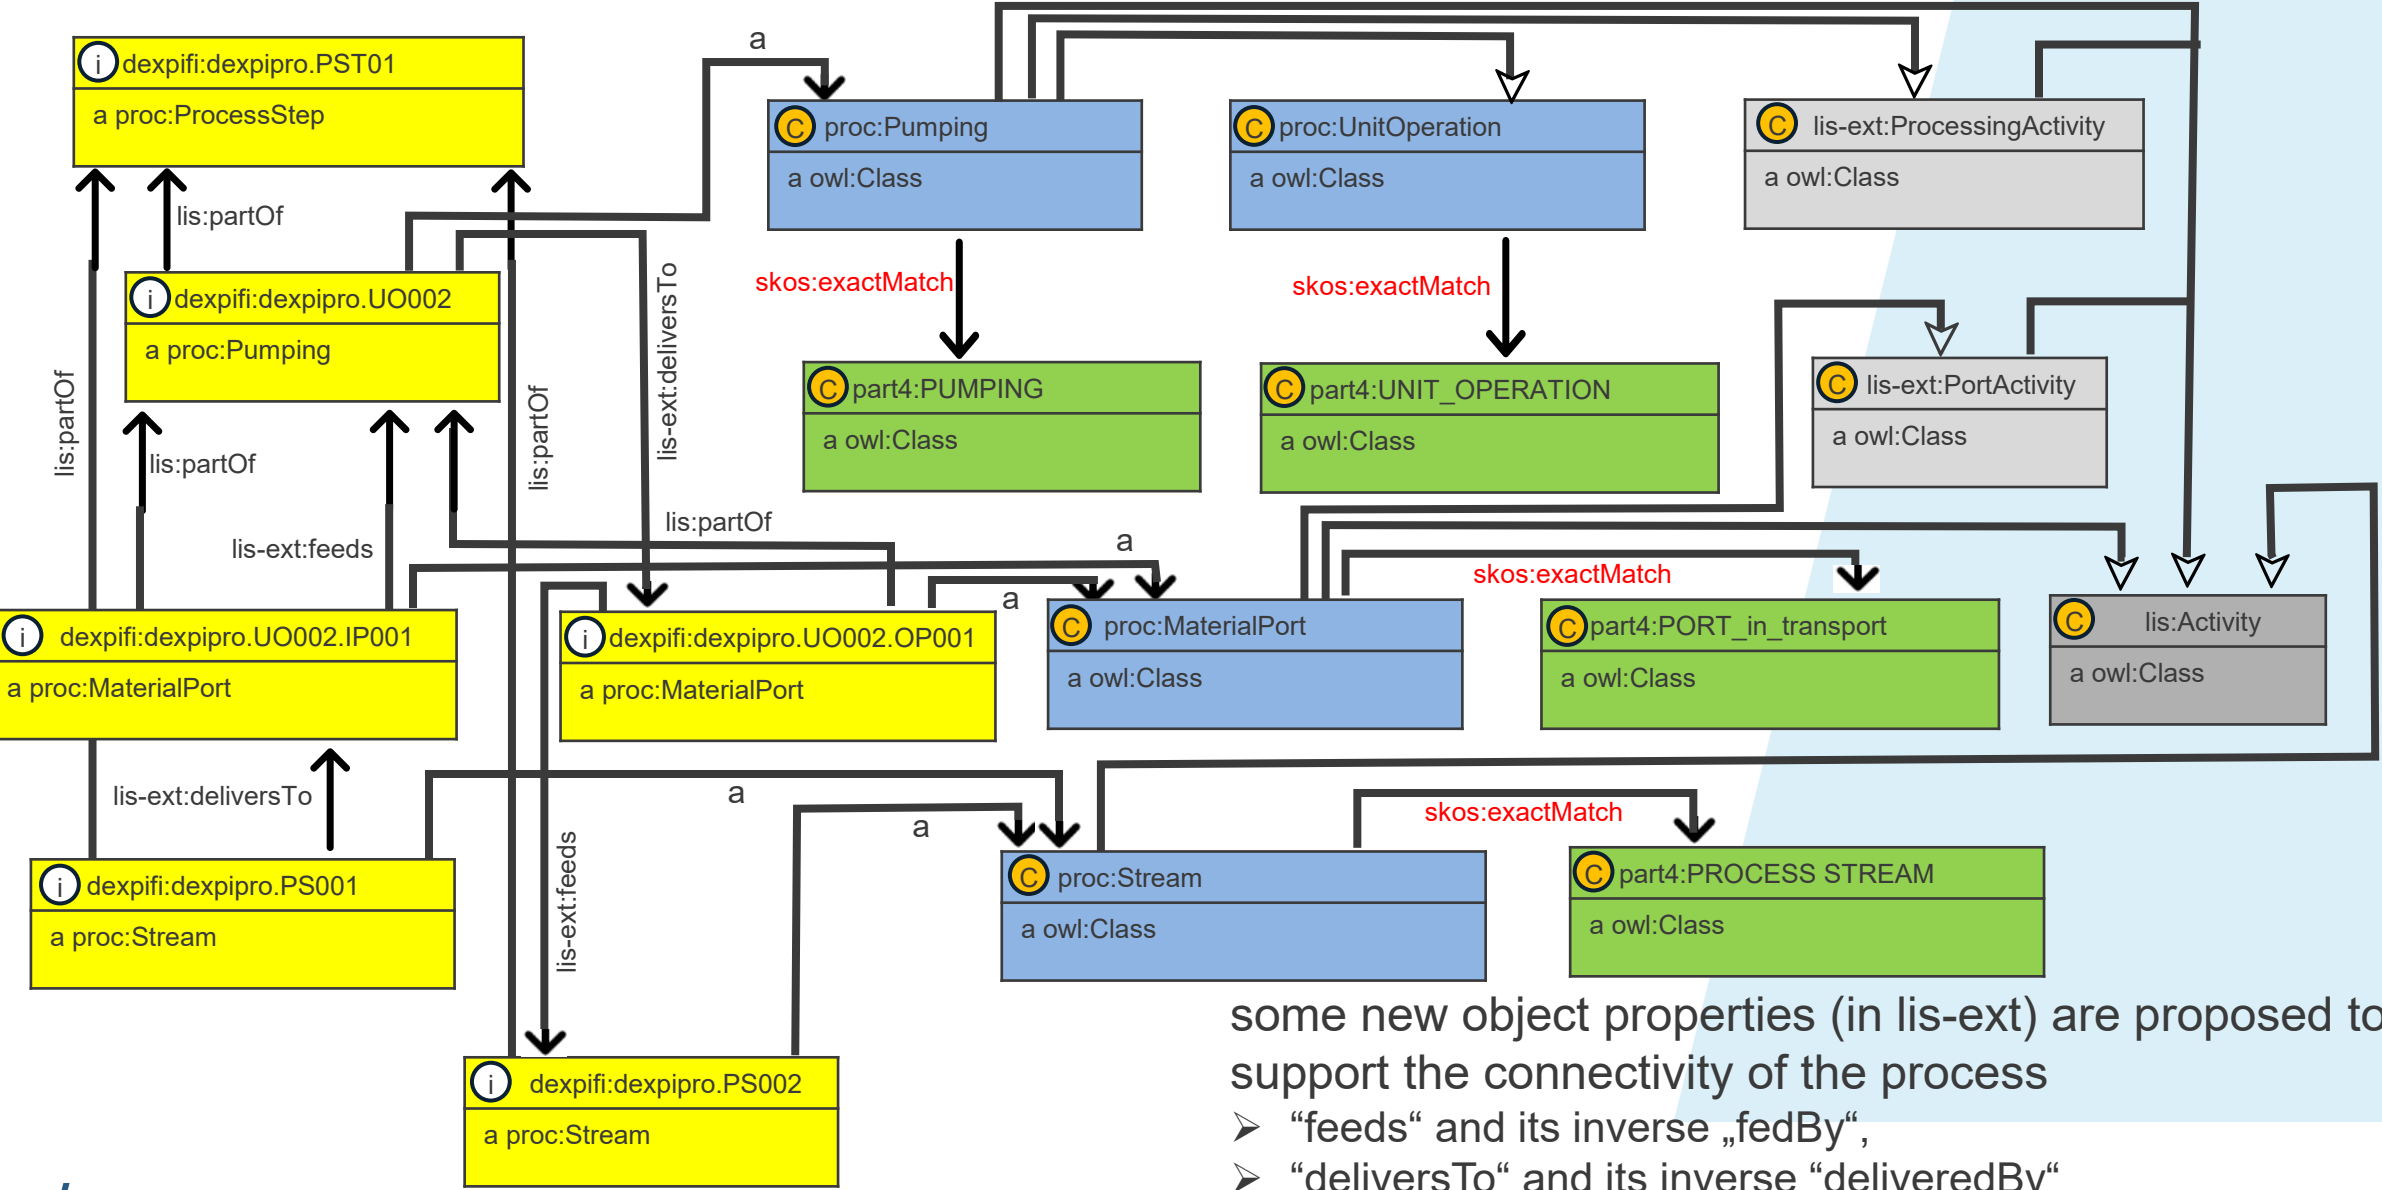 a
i dexpifi:dexpipro.PST01
a proc:ProcessStep
C proc:Pumping
a owl:Class
C proc:UnitOperation
a owl:Class
C lis-ext:ProcessingActivity
a owl:Class
lis:partOf
i dexpifi:dexpipro.UO002
a proc:Pumping
lis-ext:deliversTo
skos:exactMatch
skos:exactMatch
lis:partOf
lis:partOf
C part4:PUMPING
a owl:Class
C part4:UNIT_OPERATION
a owl:Class
C lis-ext:PortActivity
a owl:Class
lis:partOf
lis-ext:feeds
lis:partOf
a
skos:exactMatch
a
i dexpifi:dexpipro.UO002.IP001
a proc:MaterialPort
i dexpifi:dexpipro.UO002.OP001
a proc:MaterialPort
C proc:MaterialPort
a owl:Class
C part4:PORT_in_transport
a owl:Class
C lis:Activity
a owl:Class
lis-ext:deliversTo
a
a
skos:exactMatch
lis-ext:feeds
i dexpifi:dexpipro.PS001
a proc:Stream
C proc:Stream
a owl:Class
C part4:PROCESS STREAM
a owl:Class
i dexpifi:dexpipro.PS002
a proc:Stream
some new object properties (in lis-ext) are proposed to
support the connectivity of the process
➢ “feeds“ and its inverse „fedBy“,
➢ “deliversTo“ and its inverse “deliveredBy“